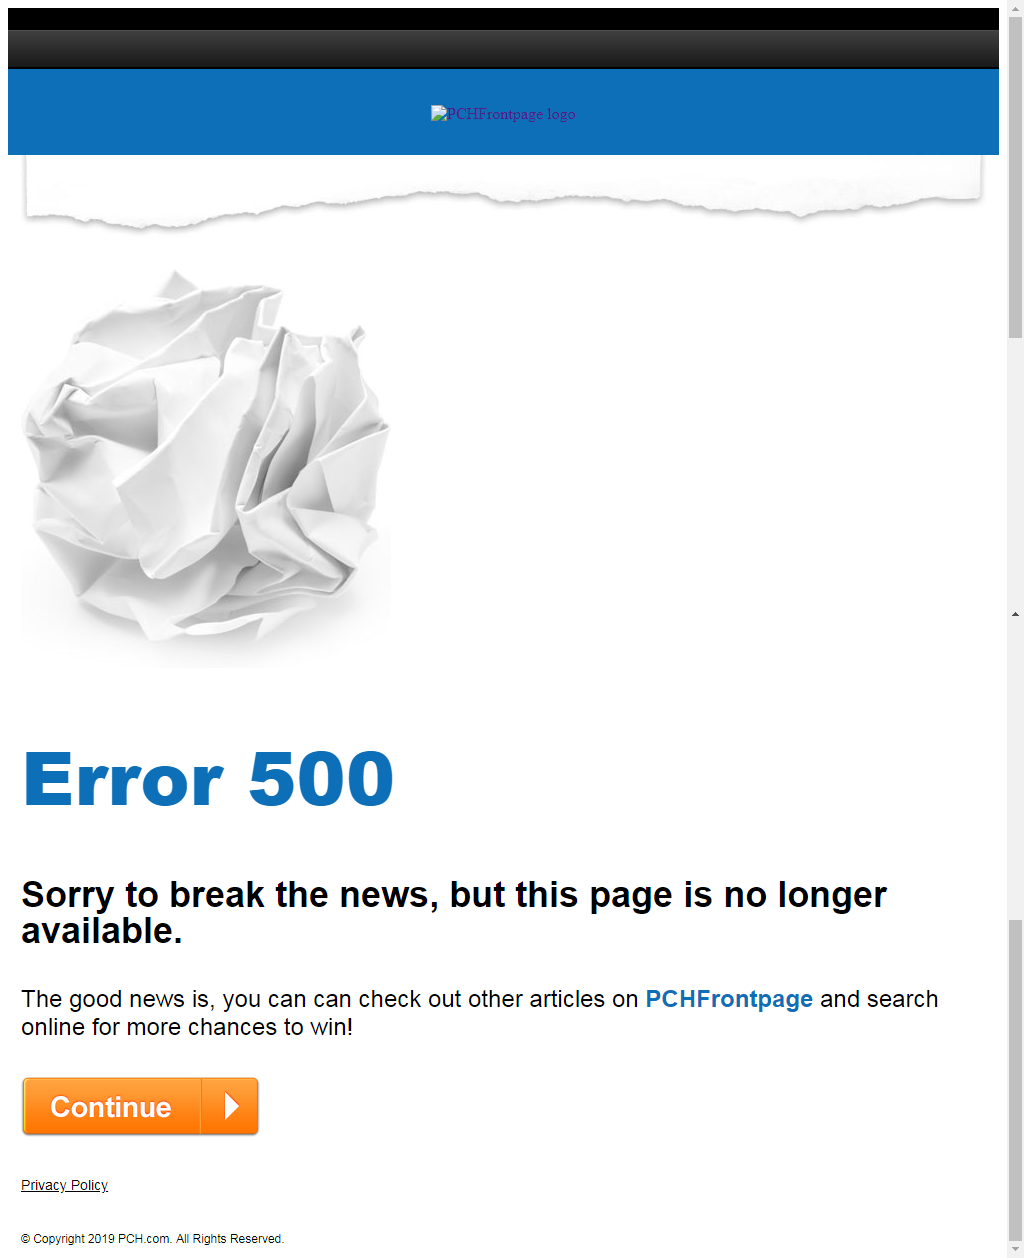 PCHFrontpage logo
Error 500
Sorry to break the news, but this page is no longer
available.
The good news is, you can can check out other articles on PCHFrontpage and search
online for more chances to win!
Continue
Privacy Policy
© Copyright 2019 PCH.com. All Rights Reserved.